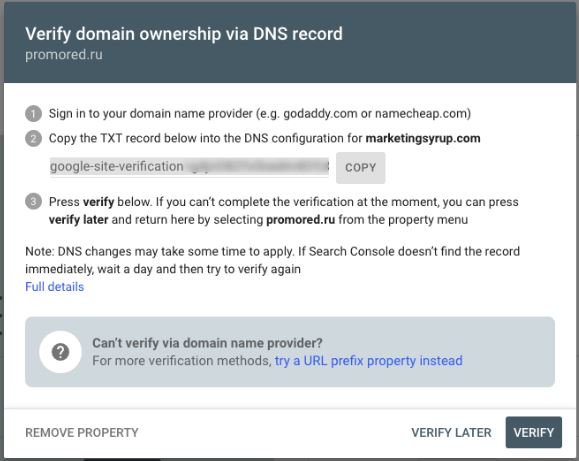 Verify domain ownership via DNS record
promored.ru
1 Sign in to your domain name provider (e.g. godaddy.com or namecheap.com)
2 Copy the TXT record below into the DNS configuration for marketingsyrup.com
google-site-verification COPY
3 Press verify below. If you can't complete the verification at the moment, you can press
verify later and return here by selecting promored.ru from the property menu
Note: DNS changes may take some time to apply. If Search Console doesn't find the record
immediately, wait a day and then try to verify again
Full details
? Can't verify via domain name provider?
For more verification methods, try a URL prefix property instead
REMOVE PROPERTY VERIFY LATER VERIFY